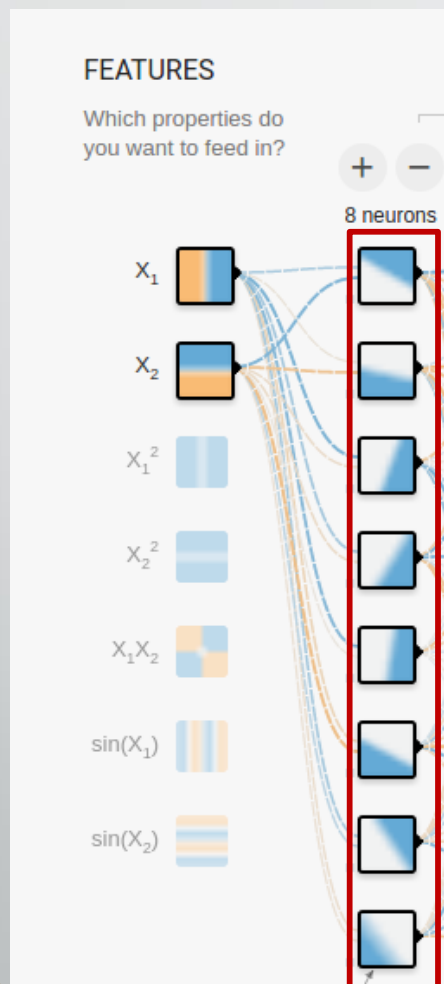 FEATURES
Which properties do
you want to feed in?
+ −
8 neurons
X₁
X₂
X₁²
X₂²
X₁X₂
sin(X₁)
sin(X₂)